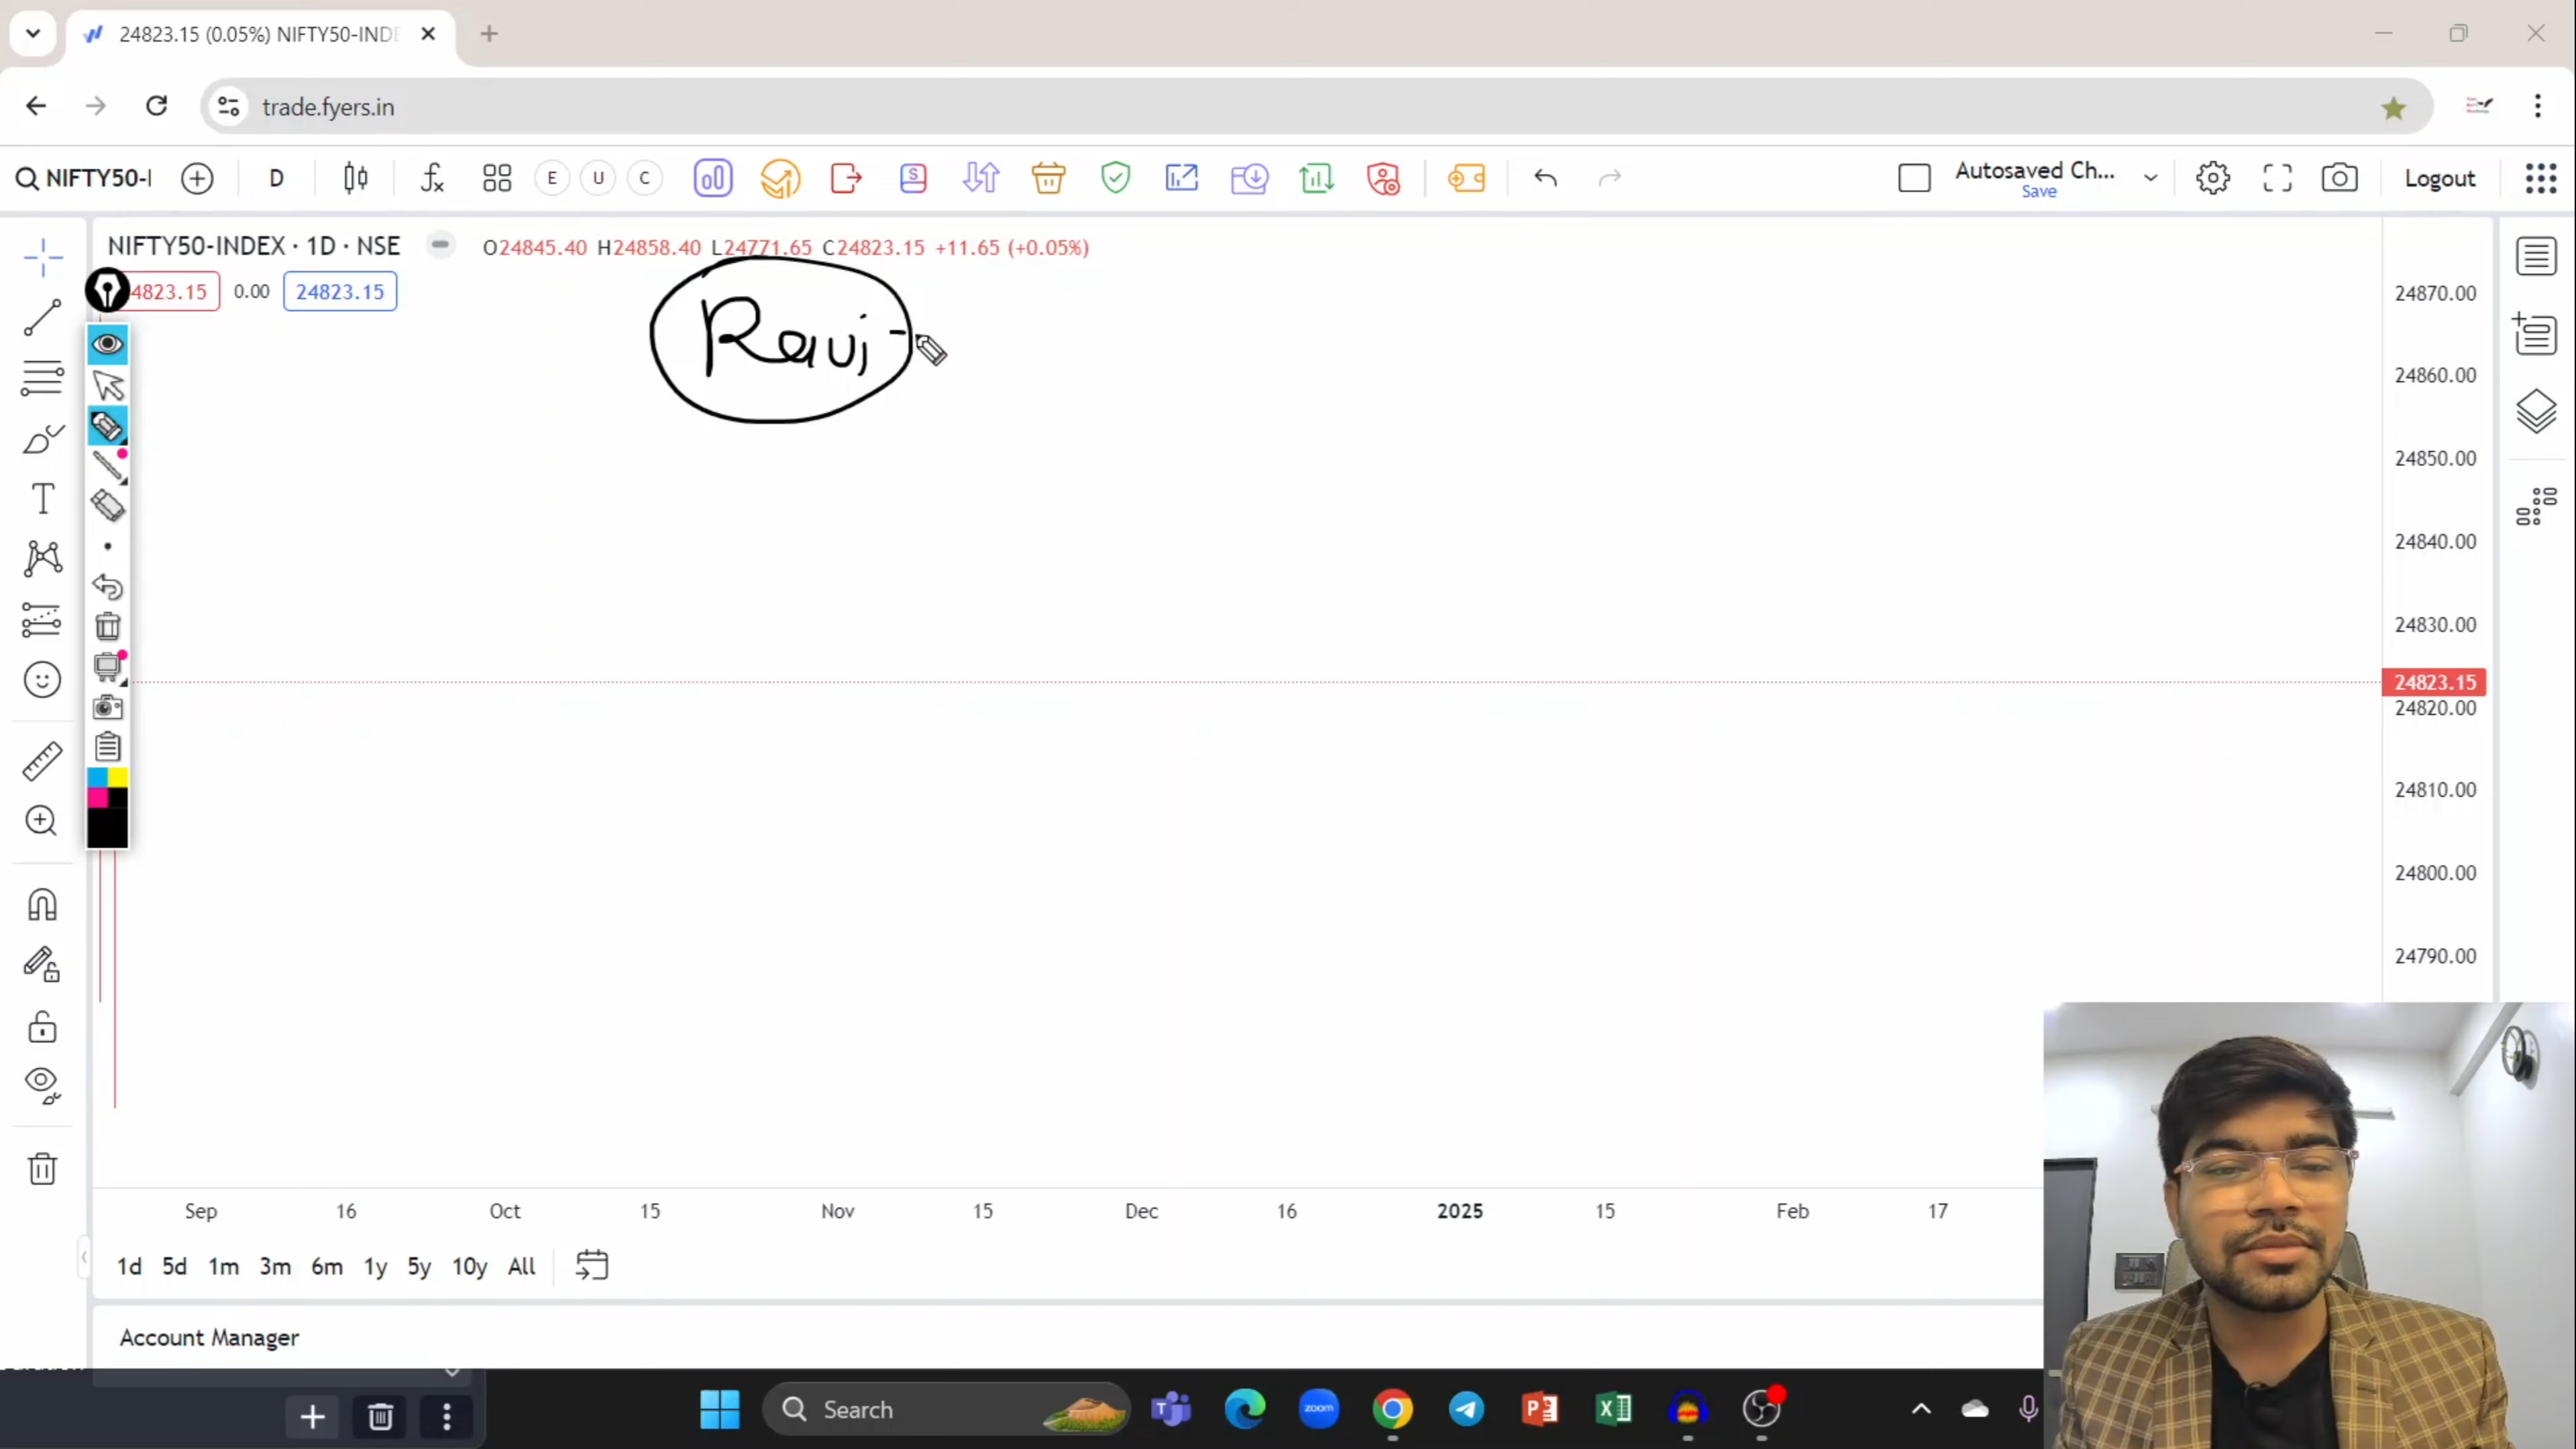 24823.15 (0.05%) NIFTY50-INDE
trade.fyers.in
NIFTY50-I
D
E
U
C
S
Autosaved Ch...
Save
Logout
NIFTY50-INDEX · 1D · NSE
O24845.40 H24858.40 L24771.65 C24823.15 +11.65 (+0.05%)
4823.15
0.00
24823.15
Ravi -
24870.00
24860.00
24850.00
24840.00
24830.00
24823.15
24820.00
24810.00
24800.00
24790.00
Sep 16 Oct 15 Nov 15 Dec 16 2025 15 Feb 17
1d 5d 1m 3m 6m 1y 5y 10y All
Account Manager
Search
zoom